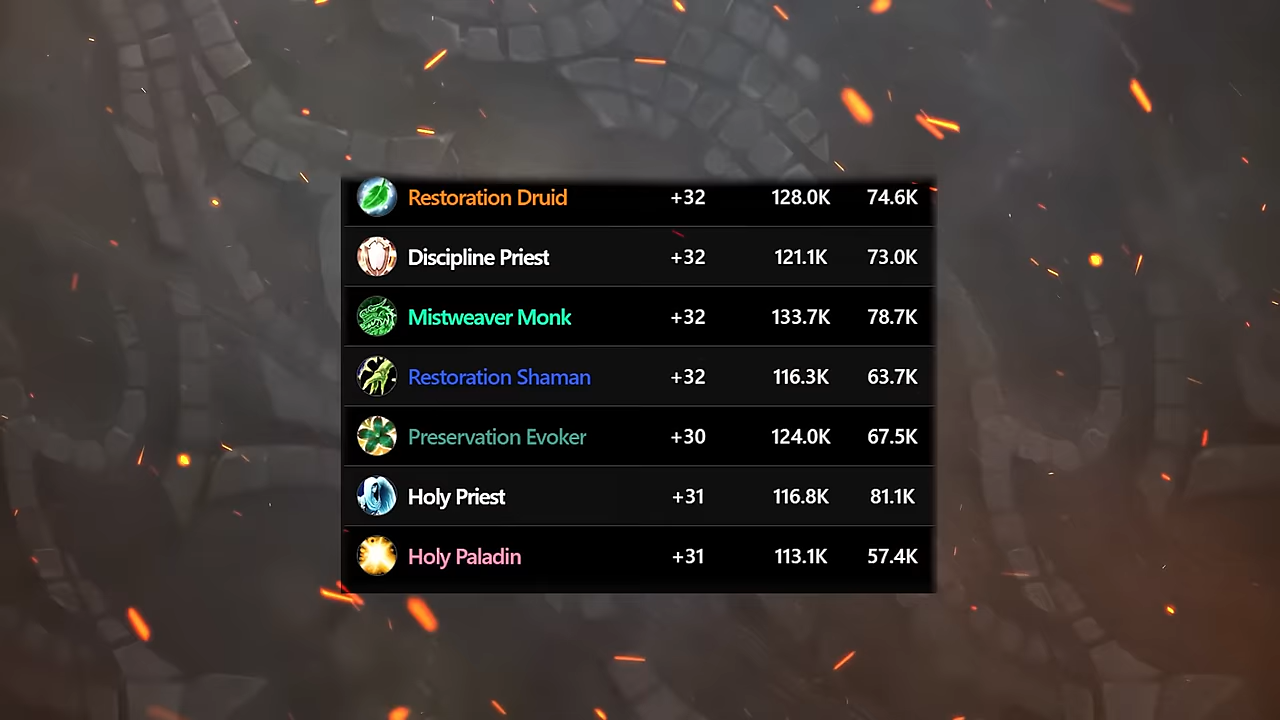 Restoration Druid +32 128.0K 74.6K
Discipline Priest +32 121.1K 73.0K
Mistweaver Monk +32 133.7K 78.7K
Restoration Shaman +32 116.3K 63.7K
Preservation Evoker +30 124.0K 67.5K
Holy Priest +31 116.8K 81.1K
Holy Paladin +31 113.1K 57.4K